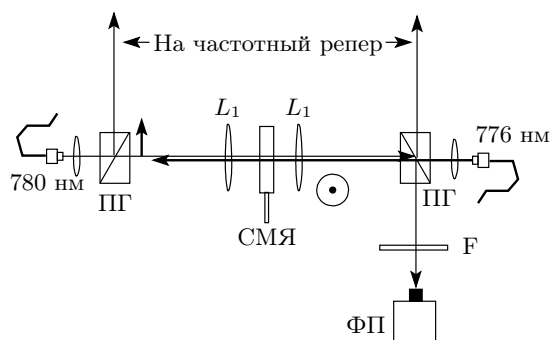 На частотный репер
L₁ L₁
780 нм
776 нм
ПГ
ПГ
СМЯ
F
ФП